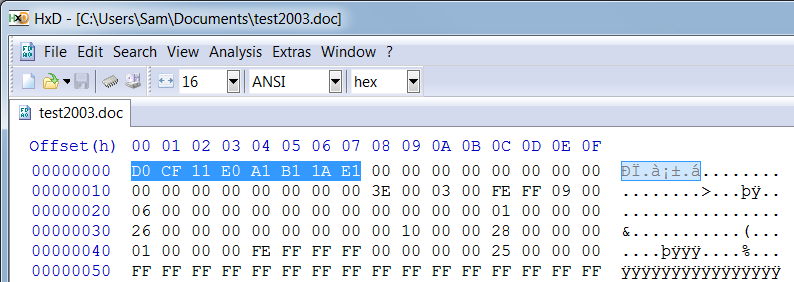 HxD - [C:\Users\Sam\Documents\test2003.doc]
File Edit Search View Analysis Extras Window ?
16 ANSI hex
test2003.doc
Offset(h) 00 01 02 03 04 05 06 07 08 09 0A 0B 0C 0D 0E 0F
00000000 D0 CF 11 E0 A1 B1 1A E1 00 00 00 00 00 00 00 00 ÐÏ.à¡±.á........
00000010 00 00 00 00 00 00 00 00 3E 00 03 00 FE FF 09 00 ........>...þÿ..
00000020 06 00 00 00 00 00 00 00 00 00 00 00 01 00 00 00 ................
00000030 26 00 00 00 00 00 00 00 00 10 00 00 28 00 00 00 &...........(...
00000040 01 00 00 00 FE FF FF FF 00 00 00 00 25 00 00 00 ....þÿÿÿ....%...
00000050 FF FF FF FF FF FF FF FF FF FF FF FF FF FF FF FF ÿÿÿÿÿÿÿÿÿÿÿÿÿÿÿÿ